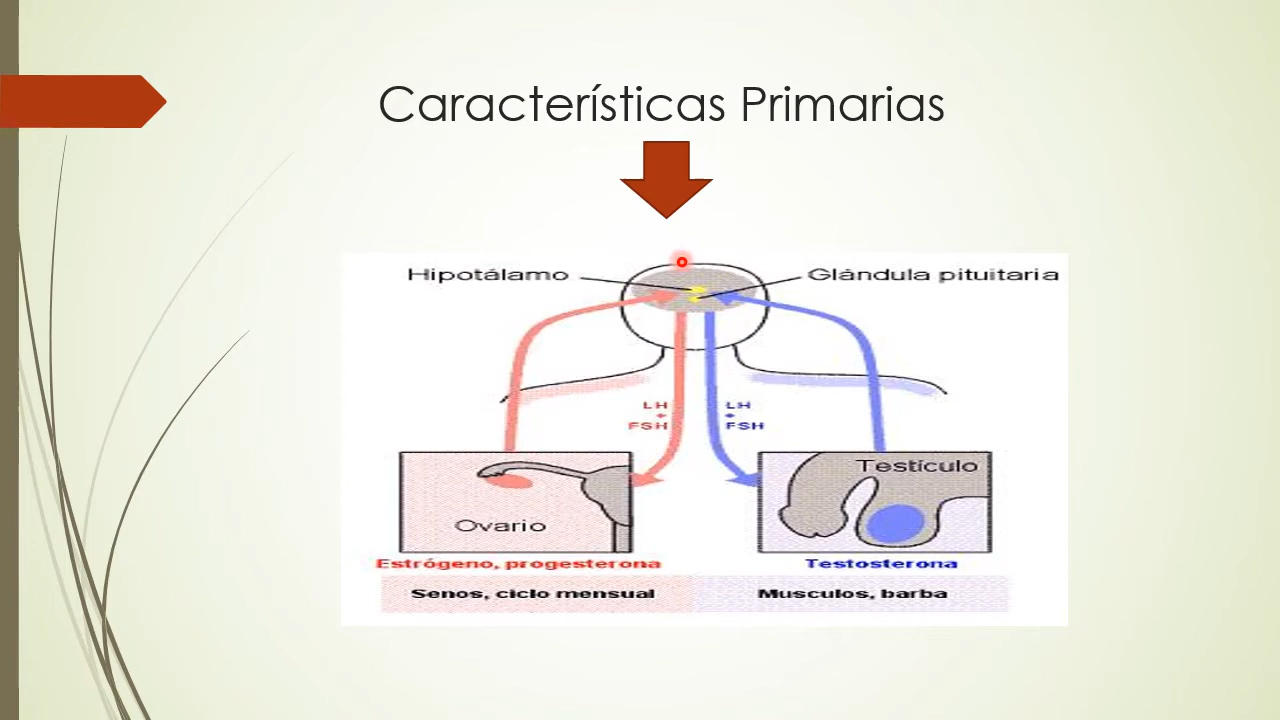 Características Primarias
Hipotálamo
Glándula pituitaria
LH
+
FSH
LH
+
FSH
Testículo
Ovario
Estrógeno, progesterona
Testosterona
Senos, ciclo mensual
Musculos, barba